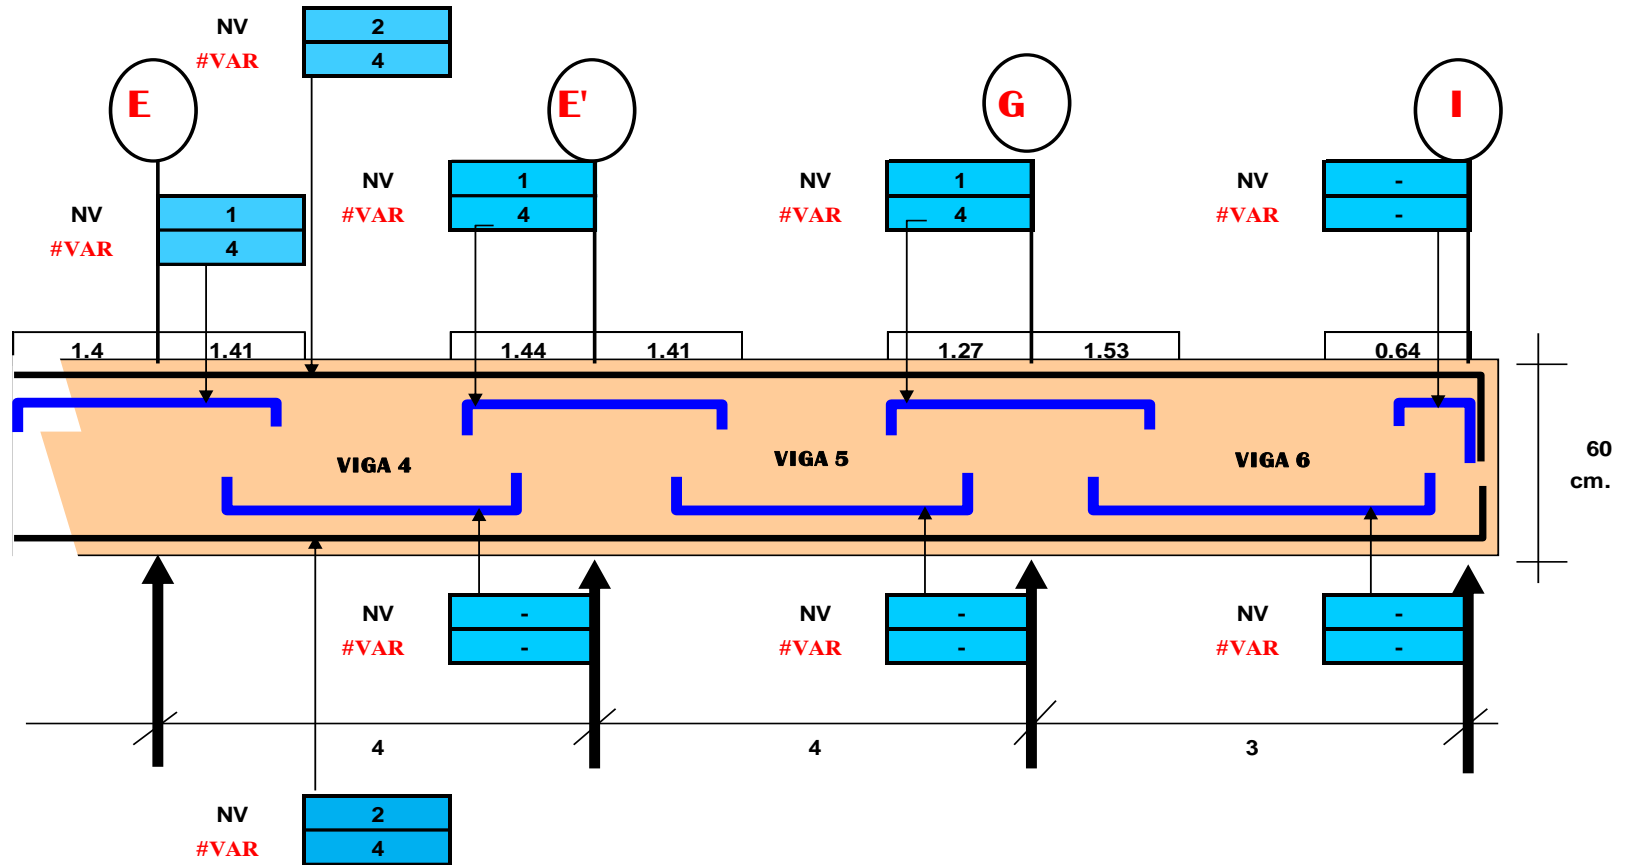 NV 2
#VAR 4
E E' G I
NV 1 NV 1 NV -
#VAR 4 #VAR 4 #VAR -
NV 1
#VAR 4
1.4 1.41 1.44 1.41 1.27 1.53 0.64
VIGA 4 VIGA 5 VIGA 6
60
cm.
NV - NV - NV -
#VAR - #VAR - #VAR -
4 4 3
NV 2
#VAR 4